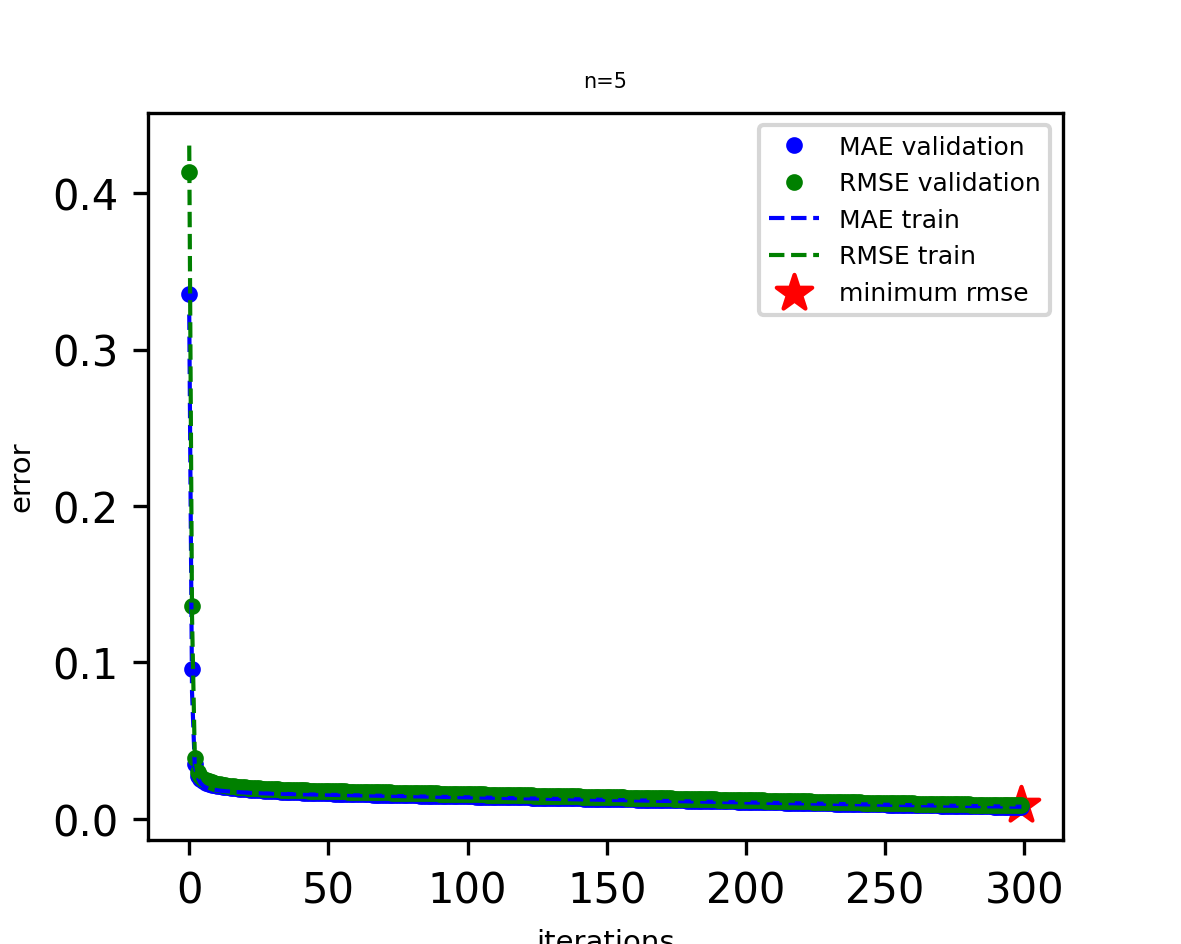 n=5
MAE validation
RMSE validation
MAE train
RMSE train
minimum rmse
error
0.4
0.3
0.2
0.1
0.0
0 50 100 150 200 250 300
iterations